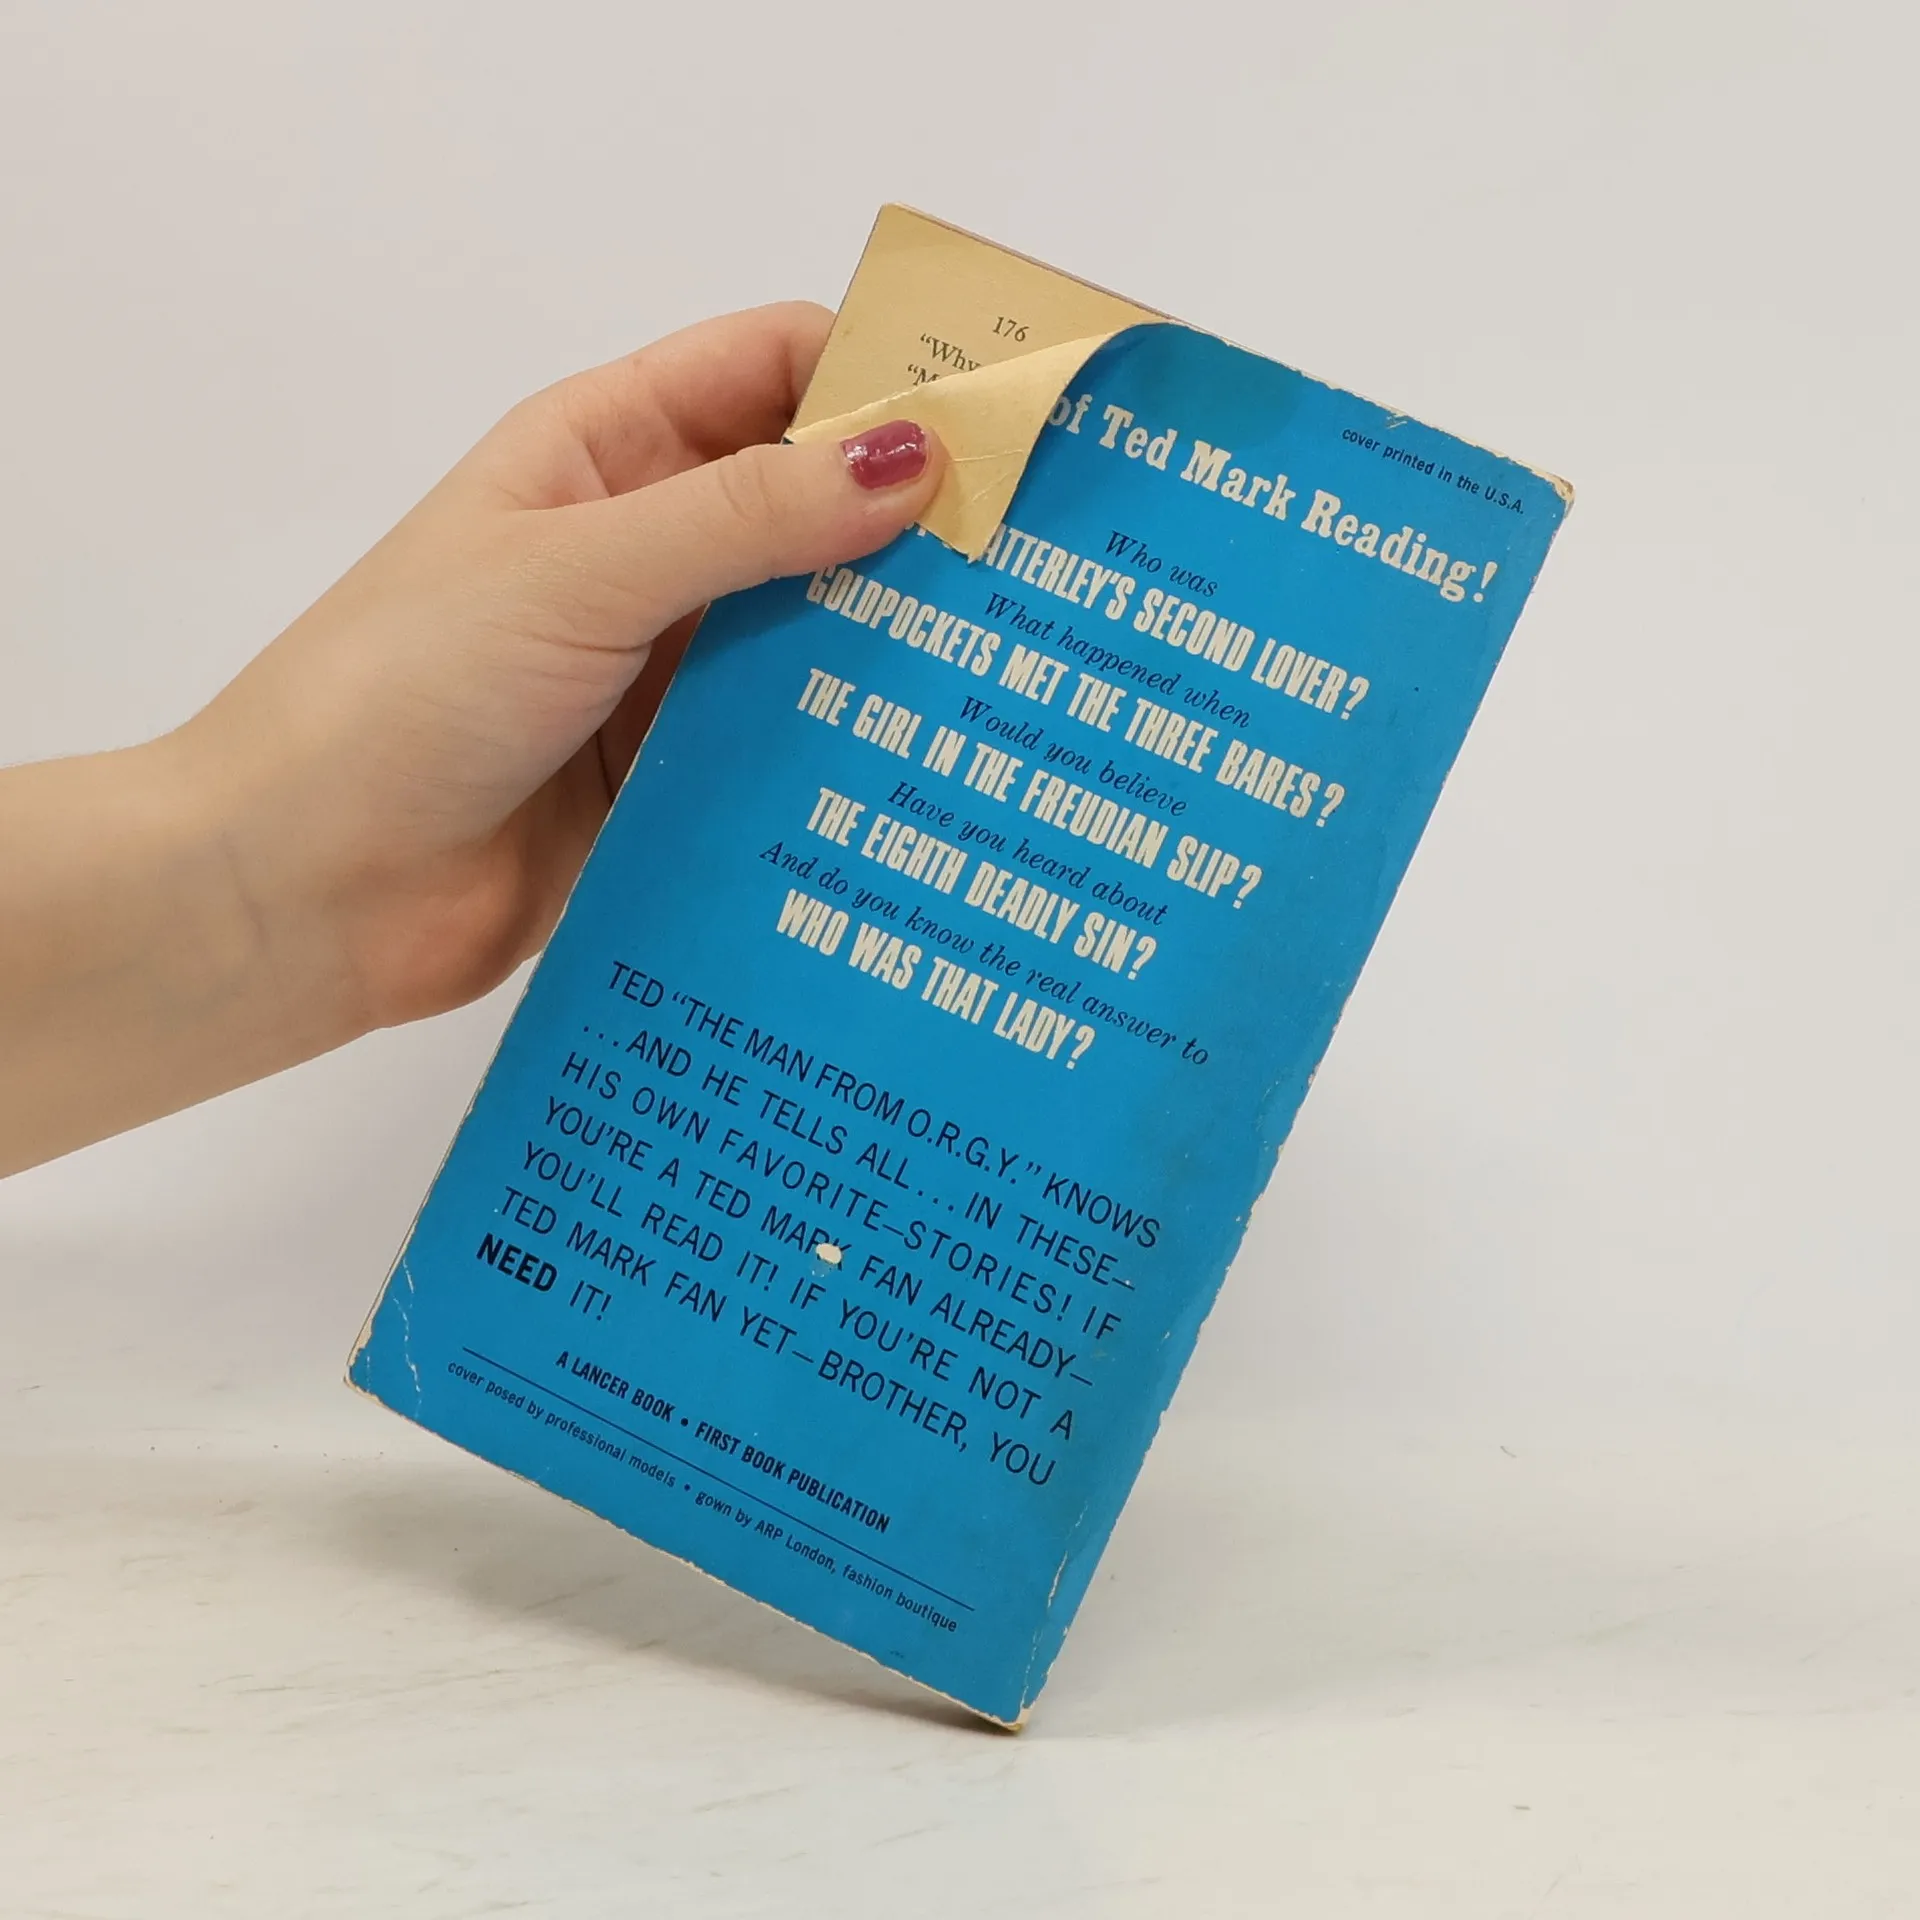 176
“Why
cover printed in the U.S.A.
of Ted Mark Reading!
Who was
SECOND LOVER?
What happened when
GOLDPOCKETS MET THE THREE BARES?
Would you believe
THE GIRL IN THE FREUDIAN SLIP?
Have you heard about
THE EIGHTH DEADLY SIN?
And do you know the real answer to
WHO WAS THAT LADY?
TED “THE MAN FROM O.R.G.Y.” KNOWS
...AND HE TELLS ALL...IN THESE—
HIS OWN FAVORITE—STORIES! IF
YOU'RE A TED MARK FAN ALREADY—
YOU'LL READ IT! IF YOU'RE NOT A
TED MARK FAN YET—BROTHER, YOU
NEED IT!
A LANCER BOOK • FIRST BOOK PUBLICATION
cover posed by professional models • gown by ARP London, fashion boutique